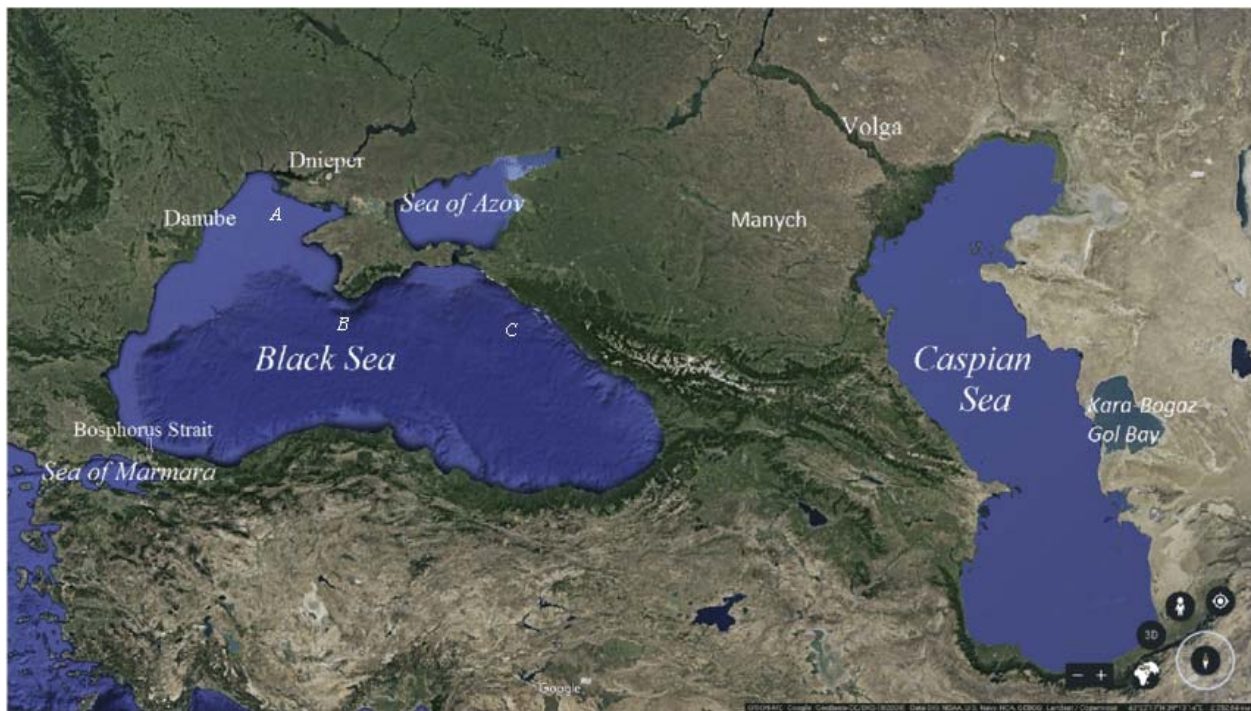 Dnieper
Volga
Danube
A
Sea of Azov
Manych
B
C
Black Sea
Caspian
Sea
Kara-Bogaz
Gol Bay
Bosphorus Strait
Sea of Marmara
3D
Google